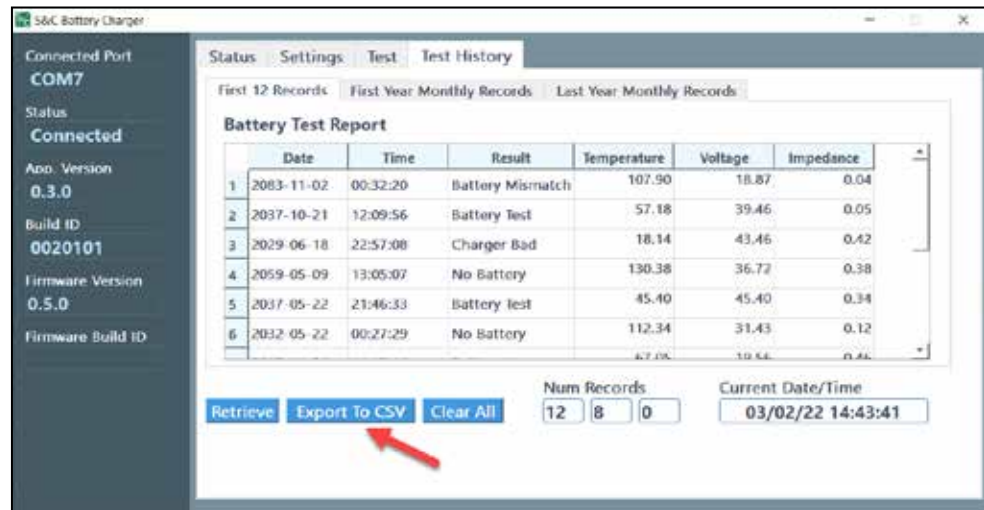 S&C Battery Charger
Connected Port
COM7
Status
Connected
App. Version
0.3.0
Build ID
0020101
Firmware Version
0.5.0
Firmware Build ID
Status Settings Test Test History
First 12 Records First Year Monthly Records Last Year Monthly Records
Battery Test Report
Date Time Result Temperature Voltage Impedance
1 2083-11-02 00:32:20 Battery Mismatch 107.90 18.87 0.04
2 2037-10-21 12:09:56 Battery Test 57.18 39.46 0.05
3 2029-06-18 22:57:08 Charger Bad 18.14 43.46 0.42
4 2059-05-09 13:05:07 No Battery 130.38 36.72 0.38
5 2037-05-22 21:46:33 Battery Test 45.40 45.40 0.34
6 2032-05-22 00:27:29 No Battery 112.34 31.43 0.12
Num Records Current Date/Time
Retrieve Export To CSV Clear All 12 8 0 03/02/22 14:43:41